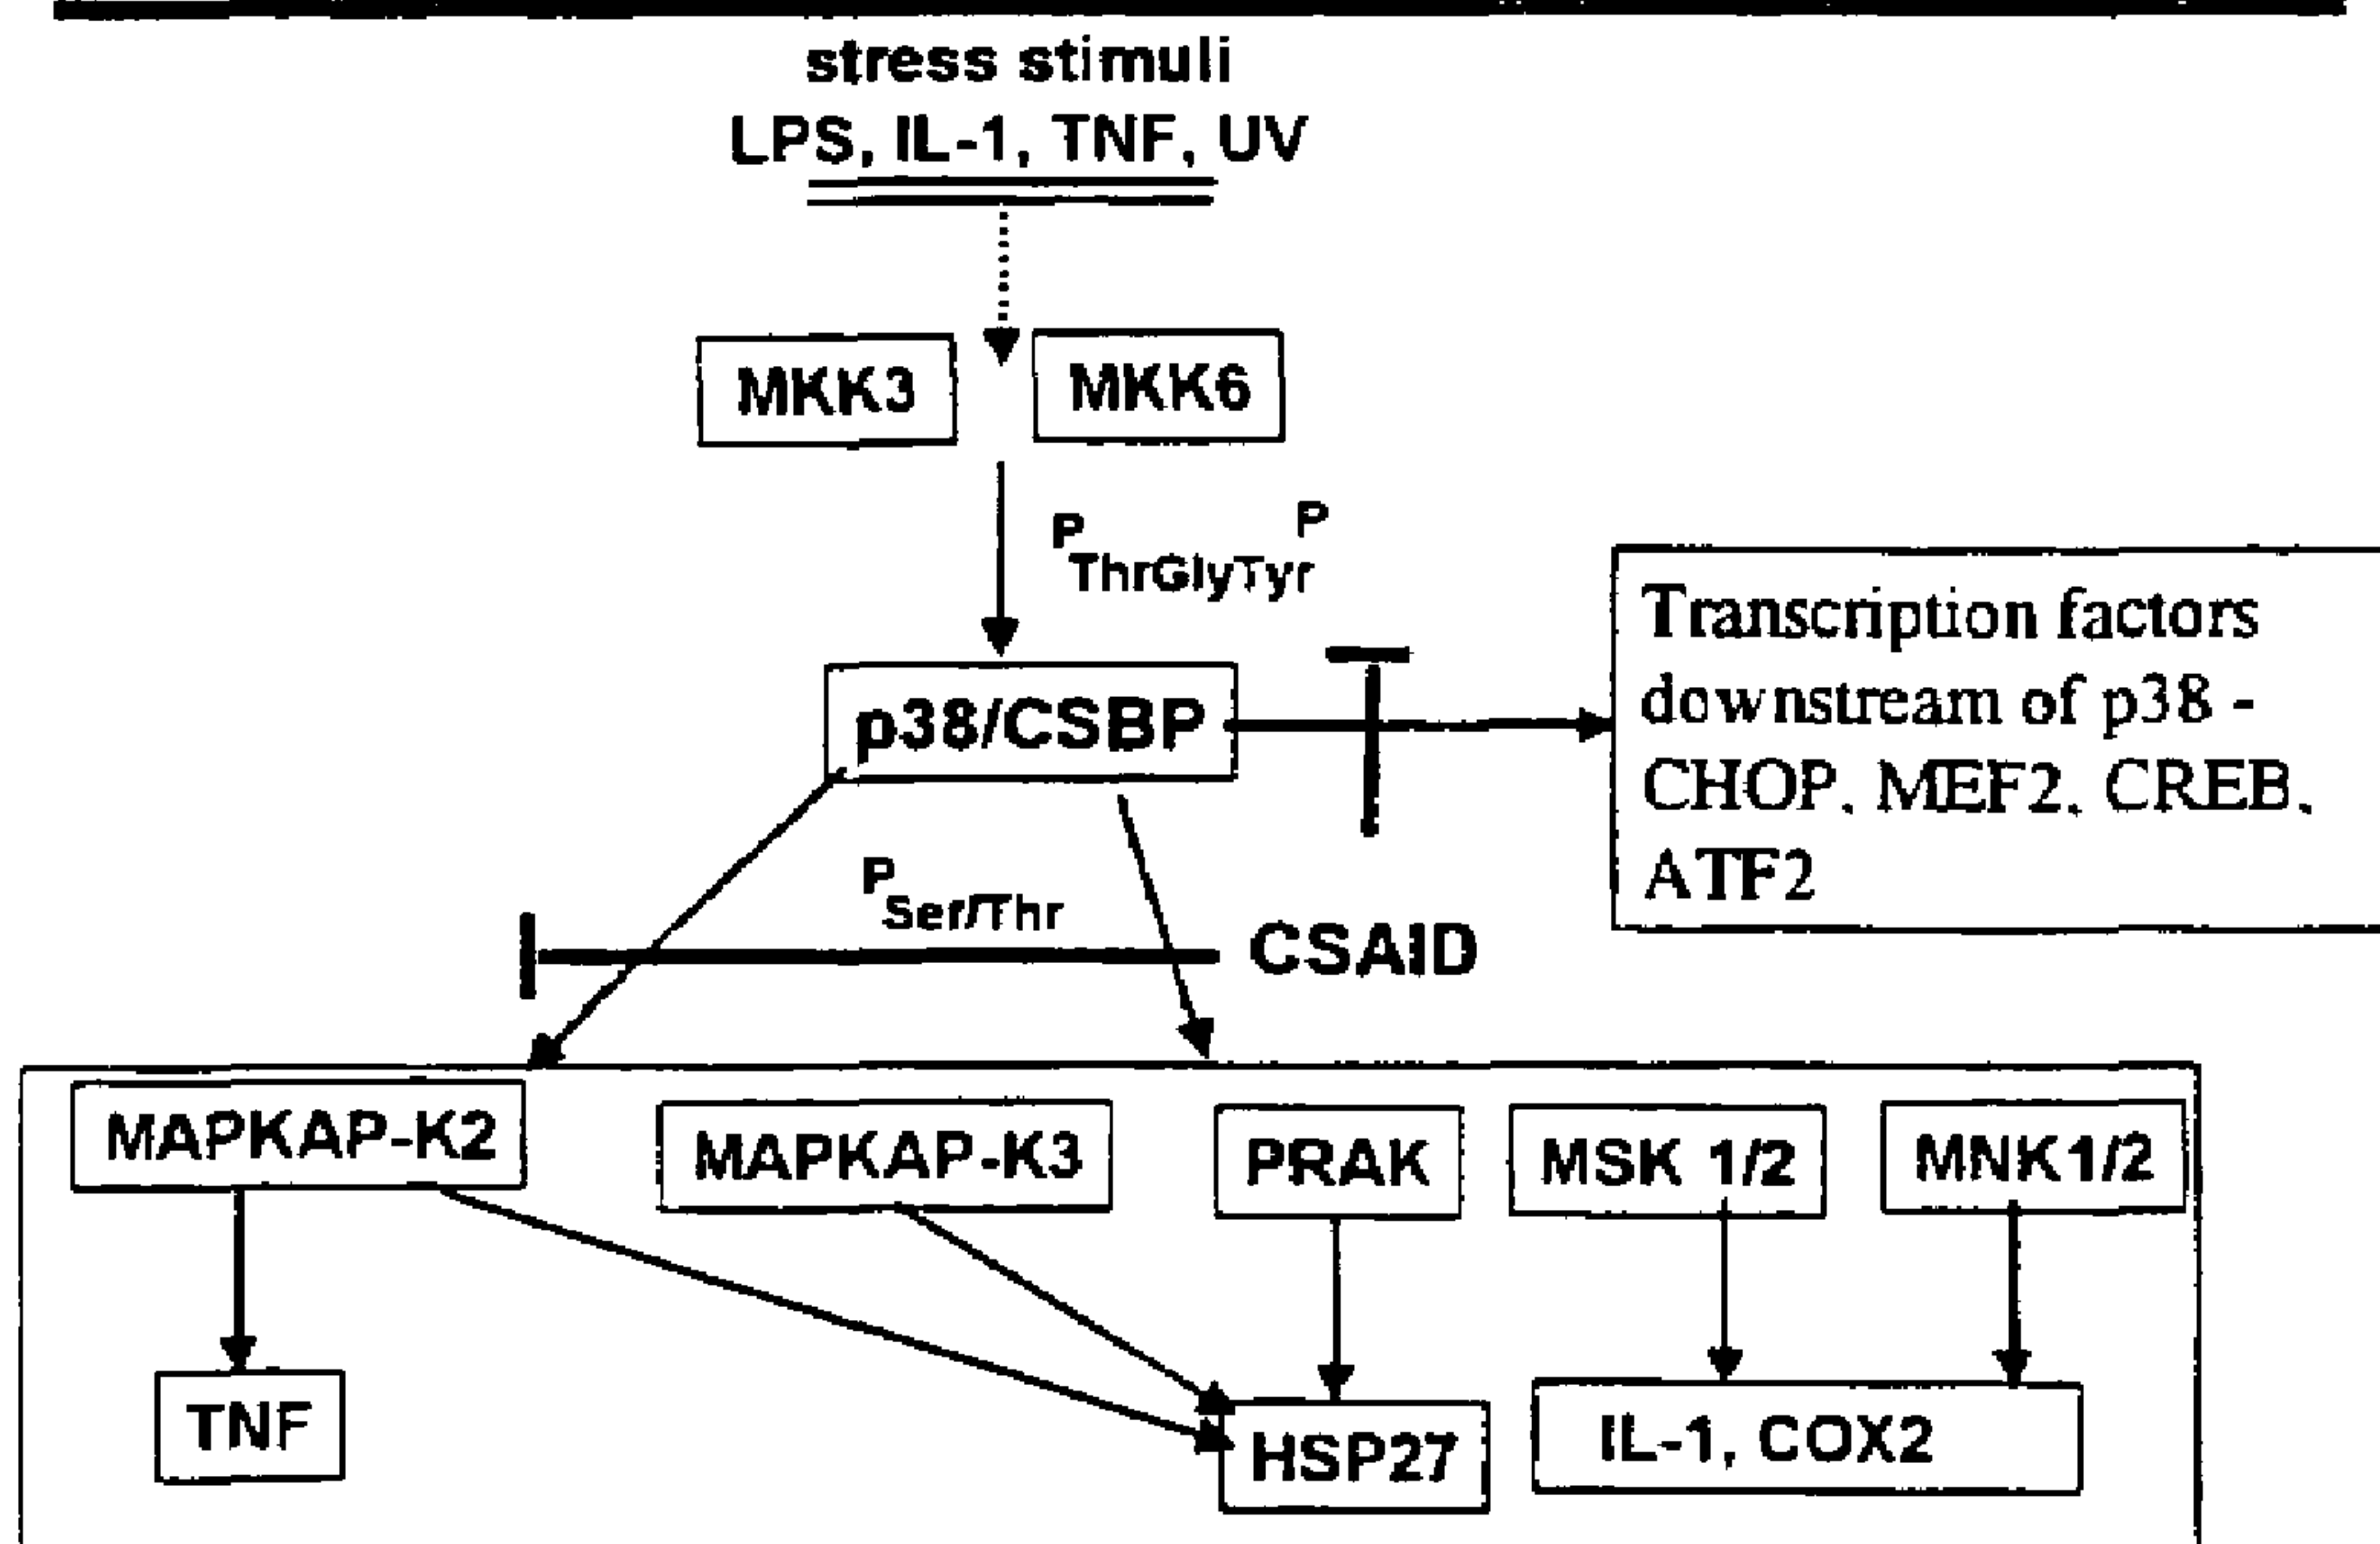 stress stimuli
LPS, IL-1, TNF, UV
MKK3
MKK6
P P
ThrGlyTyr
p38/CSBP
Transcription factors
downstream of p38 -
CHOP, MEF2, CREB,
ATF2
P
Ser/Thr
CSAID
MAPKAP-K2
MAPKAP-K3
PRAK
MSK 1/2
MNK1/2
TNF
HSP27
IL-1, COX2